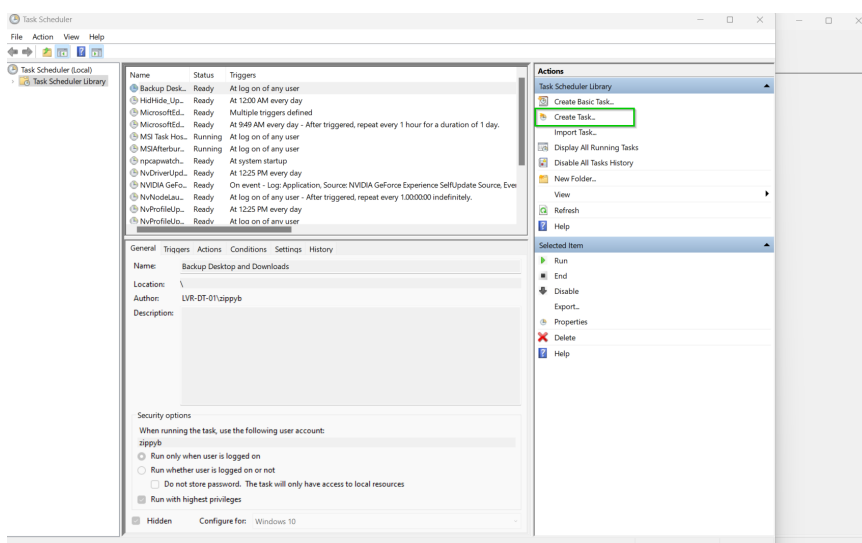 Task Scheduler
File Action View Help
Task Scheduler (Local)
Task Scheduler Library
Name Status Triggers
Backup Desk... Ready At log on of any user
HidHide_Up... Ready At 12:00 AM every day
MicrosoftEd... Ready Multiple triggers defined
MicrosoftEd... Ready At 9:49 AM every day - After triggered, repeat every 1 hour for a duration of 1 day.
MSI Task Hos... Running At log on of any user
MSIAfterbur... Running At log on of any user
npcapwatch... Ready At system startup
NvDriverUpd... Ready At 12:25 PM every day
NVIDIA GeFo... Ready On event - Log: Application, Source: NVIDIA GeForce Experience SelfUpdate Source, Even
NvNodeLau... Ready At log on of any user - After triggered, repeat every 1.00:00:00 indefinitely.
NvProfileUp... Ready At 12:25 PM every day
NvProfileUp... Ready At log on of any user
General Triggers Actions Conditions Settings History
Name: Backup Desktop and Downloads
Location: \
Author: LVR-DT-01\zippyb
Description:
Security options
When running the task, use the following user account:
zippyb
Run only when user is logged on
Run whether user is logged on or not
Do not store password. The task will only have access to local resources
Run with highest privileges
Hidden Configure for: Windows 10
Actions
Task Scheduler Library
Create Basic Task...
Create Task...
Import Task...
Display All Running Tasks
Disable All Tasks History
New Folder...
View
Refresh
Help
Selected Item
Run
End
Disable
Export...
Properties
Delete
Help